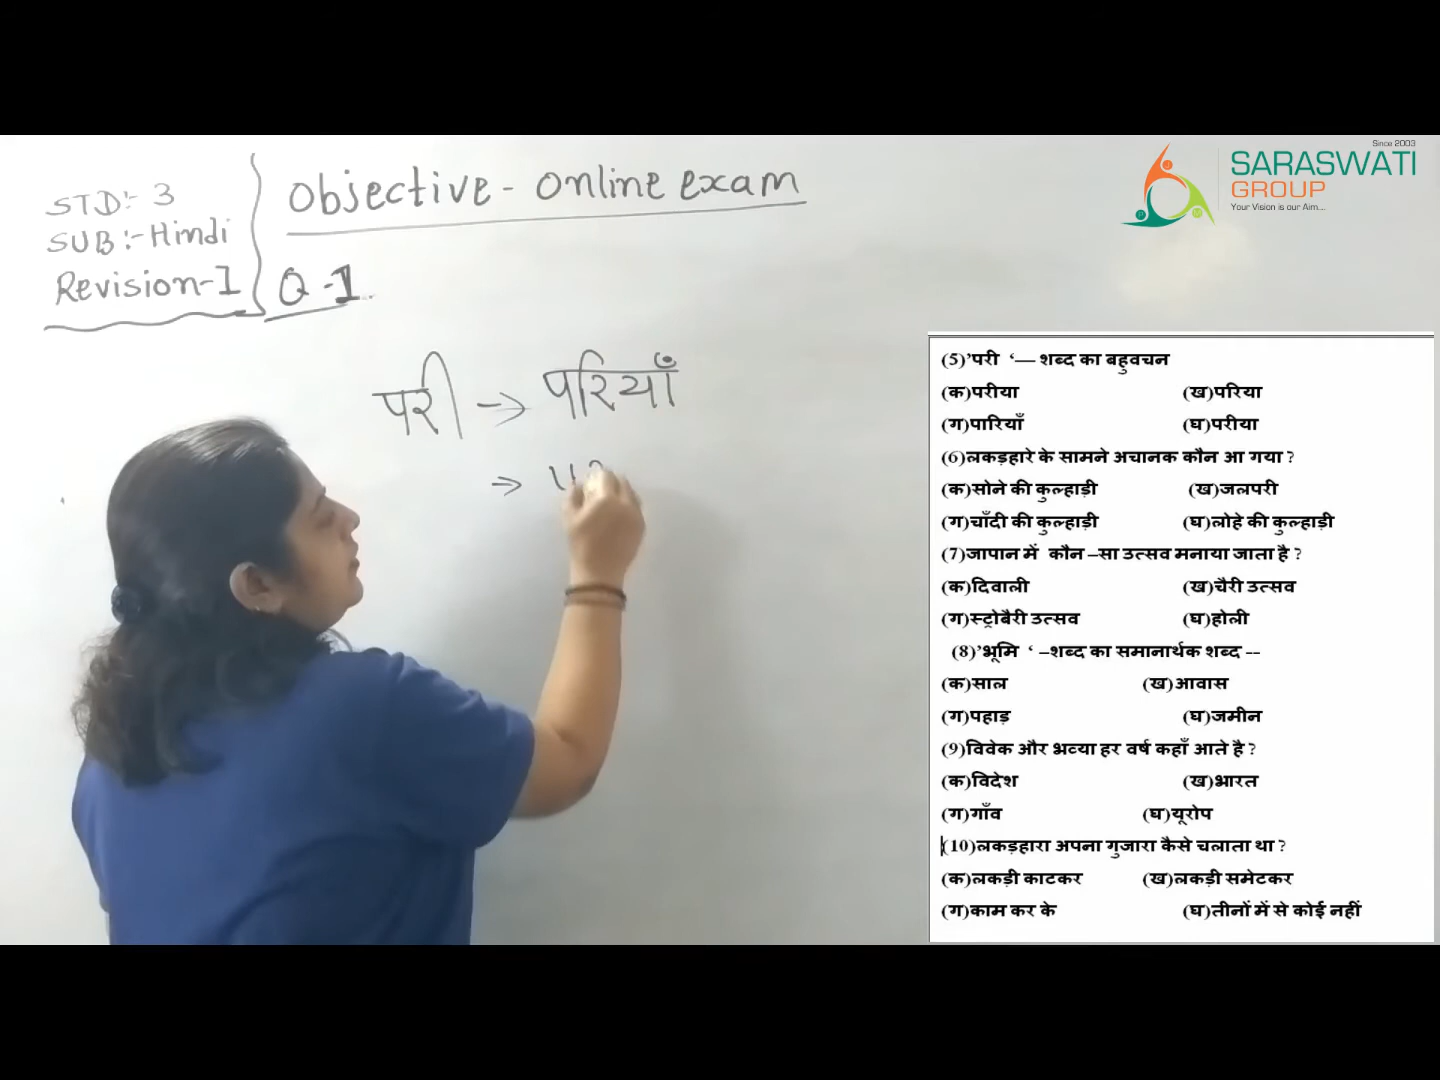 STD:- 3
SUB:- Hindi
Revision-I
Objective - Online exam
Q-1
परी → परियाँ
→
Since 2003
SARASWATI
GROUP
Your Vision is our Aim....
(5)'परी '— शब्द का बहुवचन
(क)परीया (ख)परिया
(ग)पारियाँ (घ)परीया
(6)लकड़हारे के सामने अचानक कौन आ गया ?
(क)सोने की कुल्हाड़ी (ख)जलपरी
(ग)चाँदी की कुल्हाड़ी (घ)लोहे की कुल्हाड़ी
(7)जापान में कौन –सा उत्सव मनाया जाता है ?
(क)दिवाली (ख)चैरी उत्सव
(ग)स्ट्रोबैरी उत्सव (घ)होली
(8)'भूमि ' –शब्द का समानार्थक शब्द --
(क)साल (ख)आवास
(ग)पहाड़ (घ)जमीन
(9)विवेक और भव्या हर वर्ष कहाँ आते है ?
(क)विदेश (ख)भारत
(ग)गाँव (घ)यूरोप
(10)लकड़हारा अपना गुजारा कैसे चलाता था ?
(क)लकड़ी काटकर (ख)लकड़ी समेटकर
(ग)काम कर के (घ)तीनों में से कोई नहीं